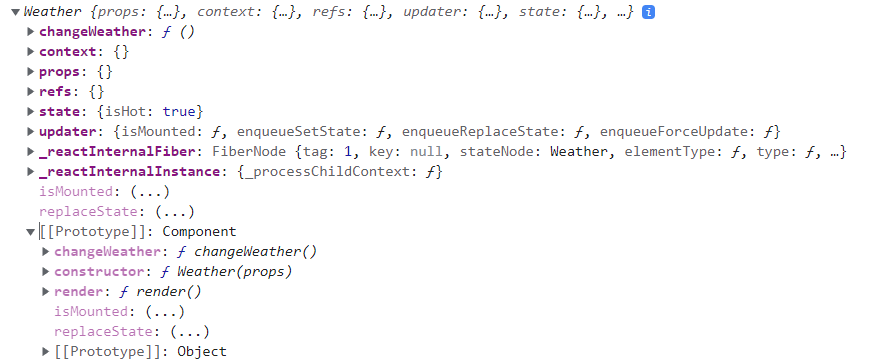 Weather {props: {…}, context: {…}, refs: {…}, updater: {…}, state: {…}, …} i
changeWeather: ƒ ()
context: {}
props: {}
refs: {}
state: {isHot: true}
updater: {isMounted: ƒ, enqueueSetState: ƒ, enqueueReplaceState: ƒ, enqueueForceUpdate: ƒ}
_reactInternalFiber: FiberNode {tag: 1, key: null, stateNode: Weather, elementType: ƒ, type: ƒ, …}
_reactInternalInstance: {_processChildContext: ƒ}
isMounted: (...)
replaceState: (...)
[[Prototype]]: Component
changeWeather: ƒ changeWeather()
constructor: ƒ Weather(props)
render: ƒ render()
isMounted: (...)
replaceState: (...)
[[Prototype]]: Object